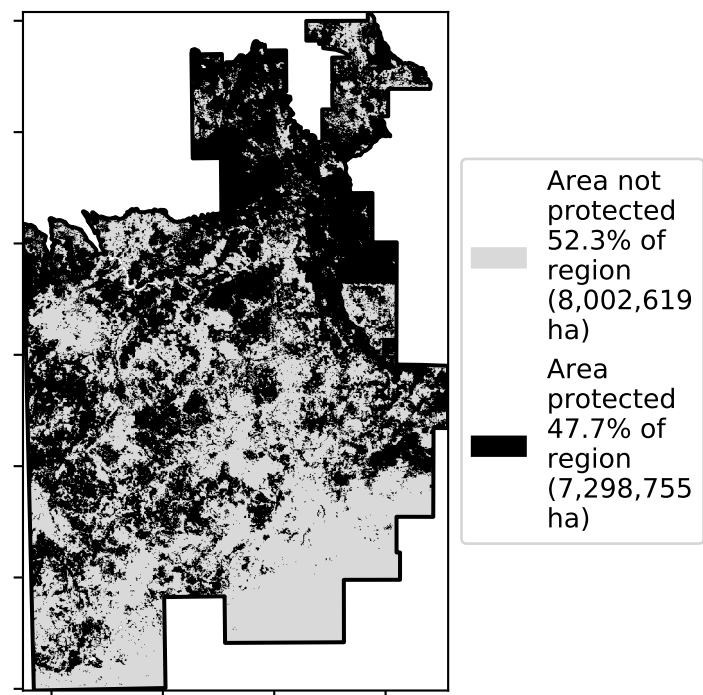 Area not
protected
52.3% of
region
(8,002,619
ha)
Area
protected
47.7% of
region
(7,298,755
ha)